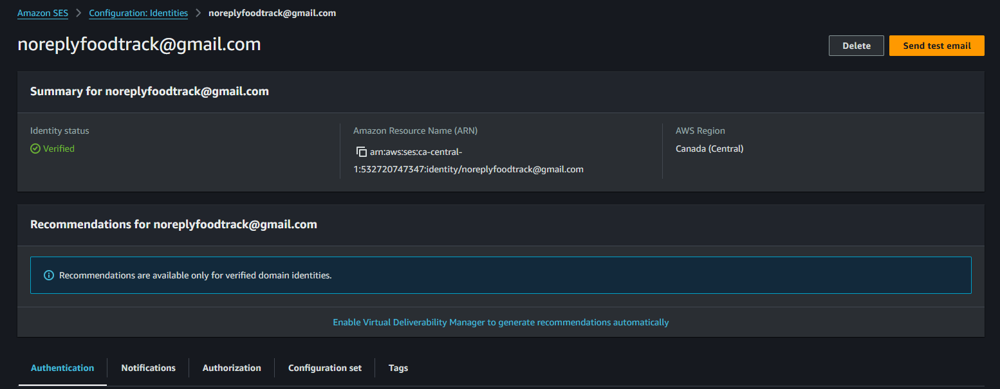 Amazon SES > Configuration: Identities > noreplyfoodtrack@gmail.com
noreplyfoodtrack@gmail.com
Delete
Send test email
Summary for noreplyfoodtrack@gmail.com
Identity status
Verified
Amazon Resource Name (ARN)
arn:aws:ses:ca-central-
1:532720747347:identity/noreplyfoodtrack@gmail.com
AWS Region
Canada (Central)
Recommendations for noreplyfoodtrack@gmail.com
Recommendations are available only for verified domain identities.
Enable Virtual Deliverability Manager to generate recommendations automatically
Authentication
Notifications
Authorization
Configuration set
Tags